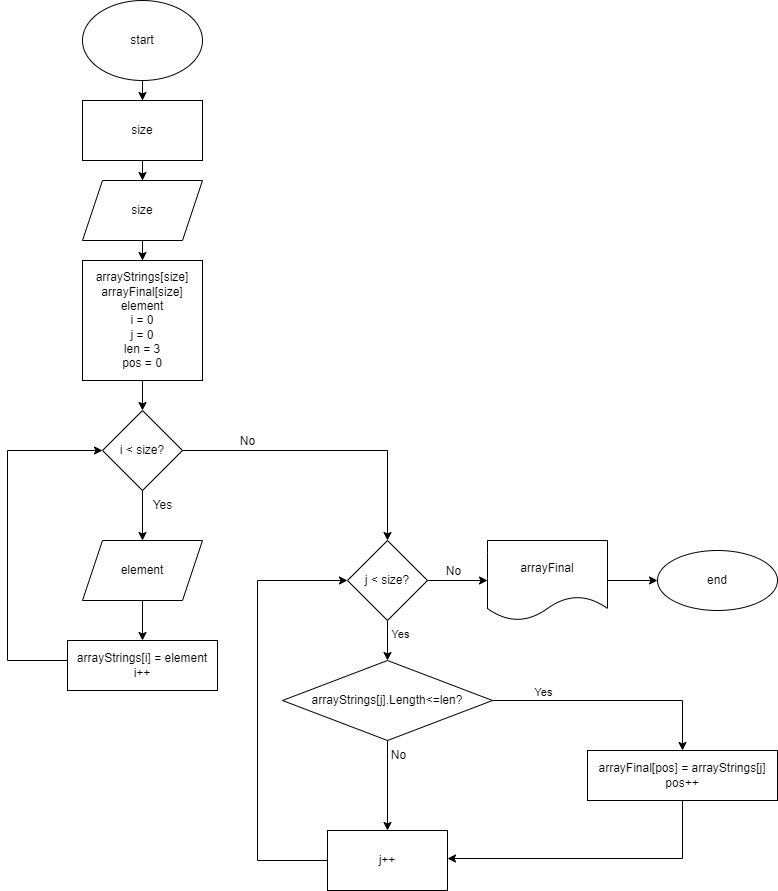 start
size
size
arrayStrings[size]
arrayFinal[size]
element
i = 0
j = 0
len = 3
pos = 0
i < size?
No
Yes
element
arrayStrings[i] = element
i++
j < size?
No
arrayFinal
end
Yes
arrayStrings[j].Length<=len?
Yes
No
arrayFinal[pos] = arrayStrings[j]
pos++
j++